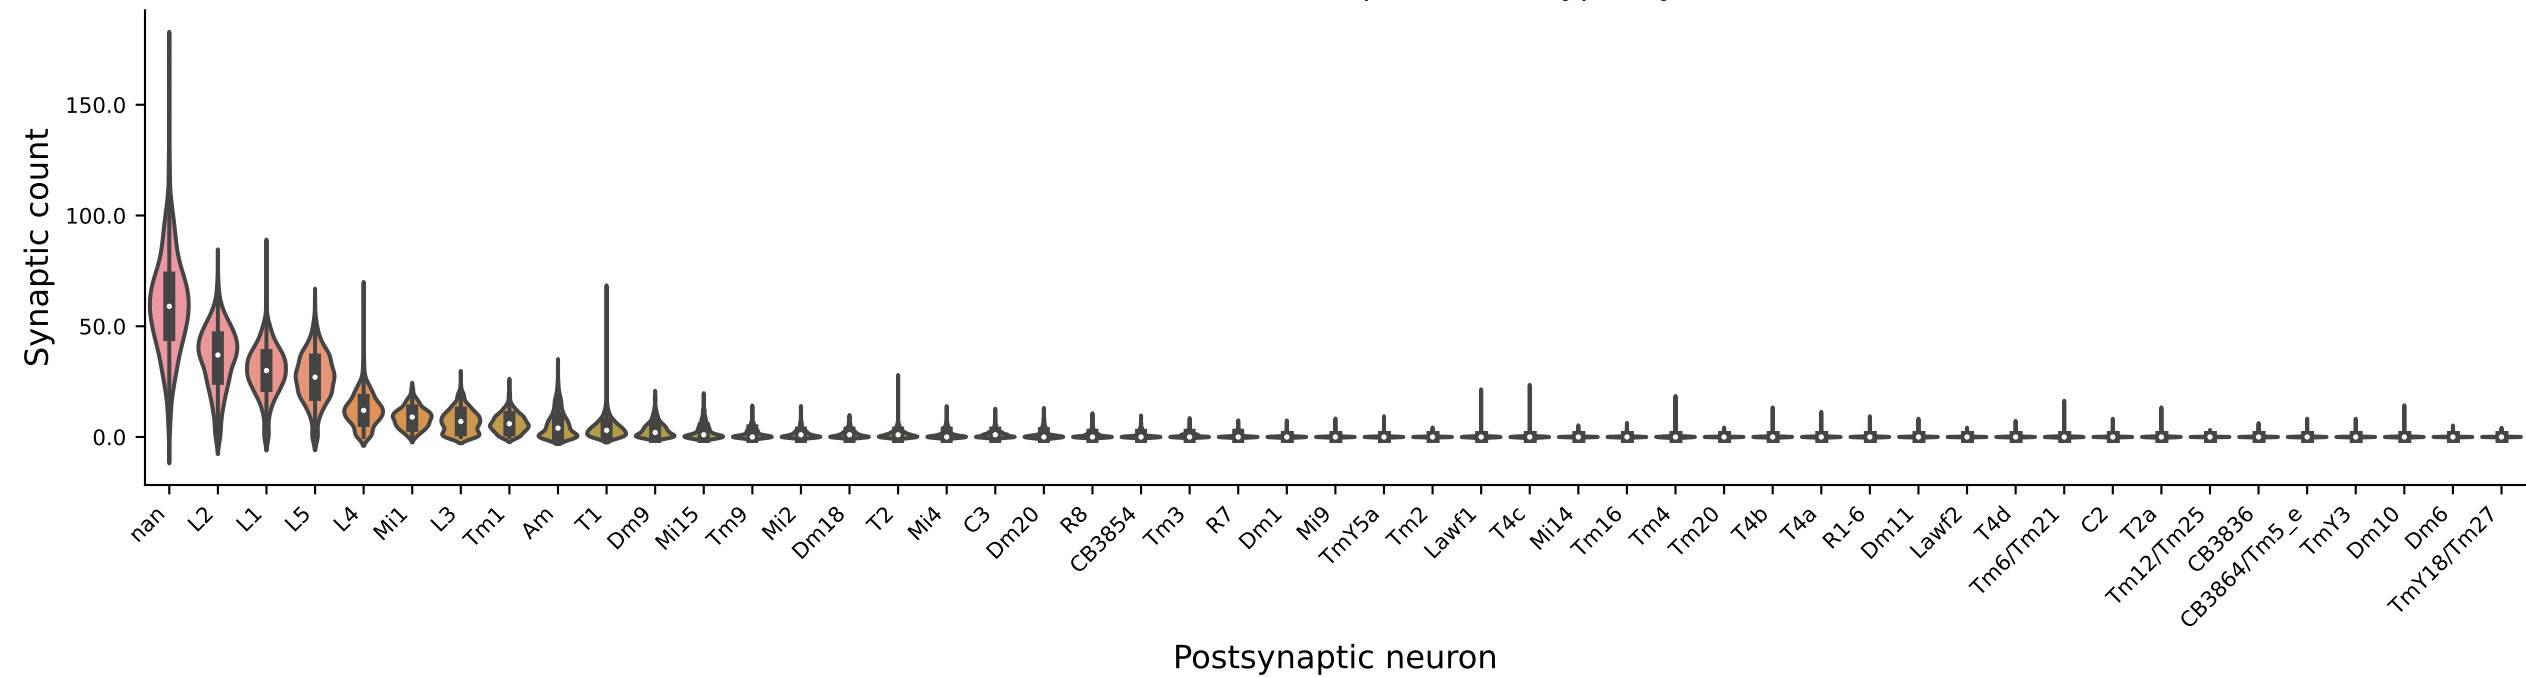 150.0
100.0
50.0
0.0
Synaptic count
nan L2 L1 L5 L4 Mi1 L3 Tm1 Am T1 Dm9 Mi15 Tm9 Mi2 Dm18 T2 Mi4 C3 Dm20 R8 CB3854 Tm3 R7 Dm1 Mi9 TmY5a Tm2 Lawf1 T4c Mi14 Tm16 Tm4 Tm20 T4b T4a R1-6 Dm11 Lawf2 T4d Tm6/Tm21 C2 T2a Tm12/Tm25 CB3836 CB3864/Tm5_e TmY3 Dm10 Dm6 TmY18/Tm27
Postsynaptic neuron